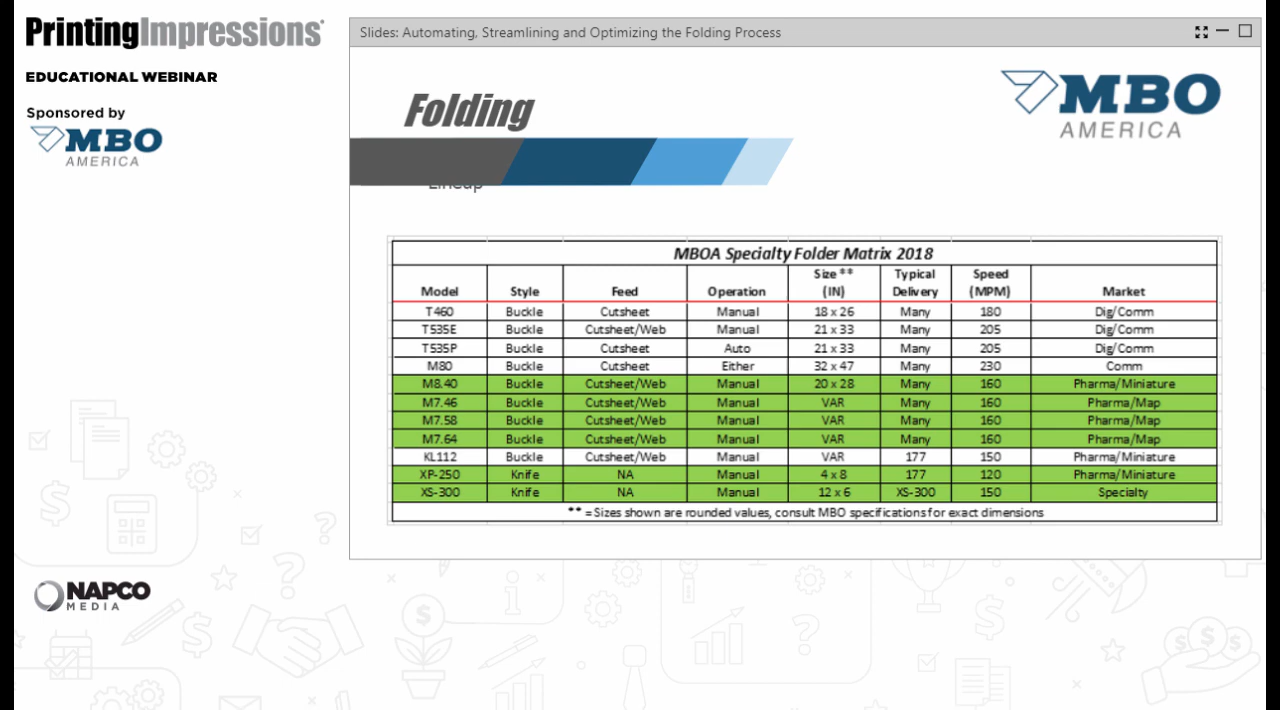 PrintingImpressions®
EDUCATIONAL WEBINAR
Sponsored by
MBO
AMERICA
Slides: Automating, Streamlining and Optimizing the Folding Process
Folding
MBO
AMERICA
Lineup
MBOA Specialty Folder Matrix 2018
Model Style Feed Operation Size ** (IN) Typical Delivery Speed (MPM) Market
T460 Buckle Cutsheet Manual 18 x 26 Many 180 Dig/Comm
T535E Buckle Cutsheet/Web Manual 21 x 33 Many 205 Dig/Comm
T535P Buckle Cutsheet Auto 21 x 33 Many 205 Dig/Comm
M80 Buckle Cutsheet Either 32 x 47 Many 230 Comm
M8.40 Buckle Cutsheet/Web Manual 20 x 28 Many 160 Pharma/Miniature
M7.46 Buckle Cutsheet/Web Manual VAR Many 160 Pharma/Map
M7.58 Buckle Cutsheet/Web Manual VAR Many 160 Pharma/Map
M7.64 Buckle Cutsheet/Web Manual VAR Many 160 Pharma/Map
KL112 Buckle Cutsheet/Web Manual VAR 177 150 Pharma/Miniature
XP-250 Knife NA Manual 4 x 8 177 120 Pharma/Miniature
XS-300 Knife NA Manual 12 x 6 XS-300 150 Specialty
** = Sizes shown are rounded values, consult MBO specifications for exact dimensions
NAPCO
MEDIA